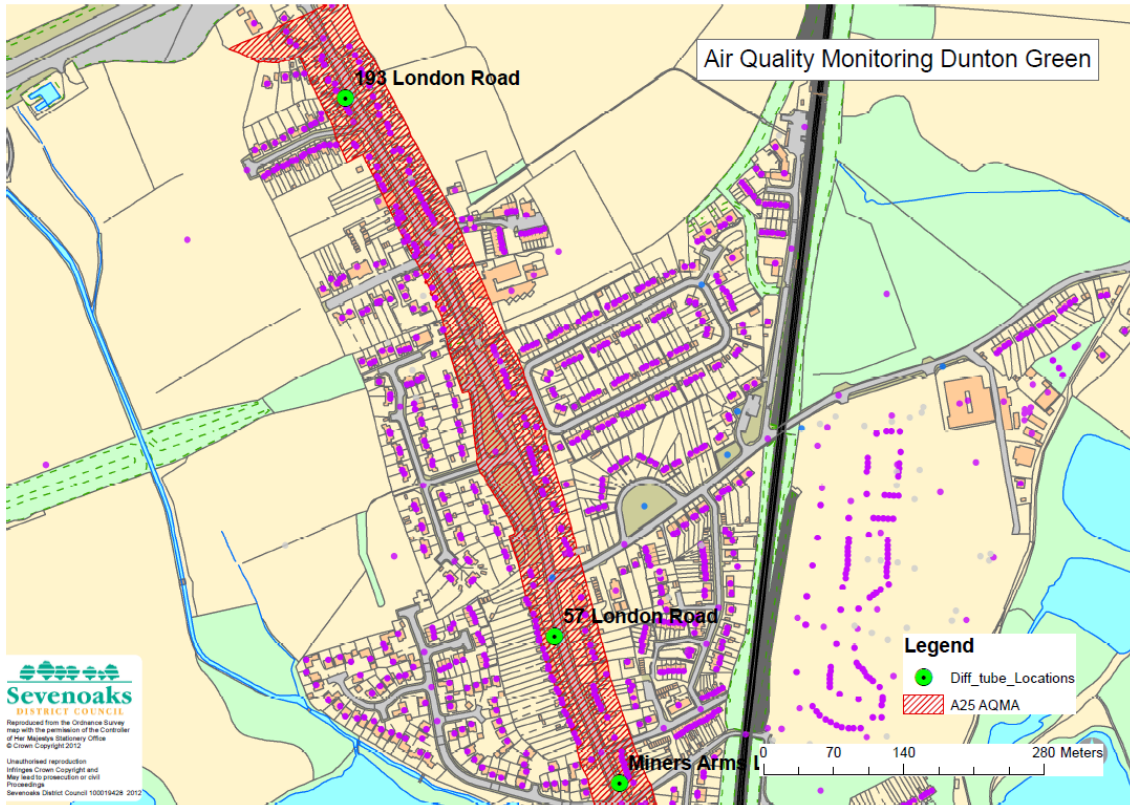 Air Quality Monitoring Dunton Green
193 London Road
57 London Road
Miners Arms L
Legend
Diff_tube_Locations
A25 AQMA
0 70 140 280 Meters
Sevenoaks
DISTRICT COUNCIL
Reproduced from the Ordnance Survey
map with the permission of the Controller
of Her Majestys Stationery Office
© Crown Copyright 2012
Unauthorised reproduction
Infringes Crown Copyright and
May lead to prosecution or civil
Proceedings
Sevenoaks District Council 100019428 2012